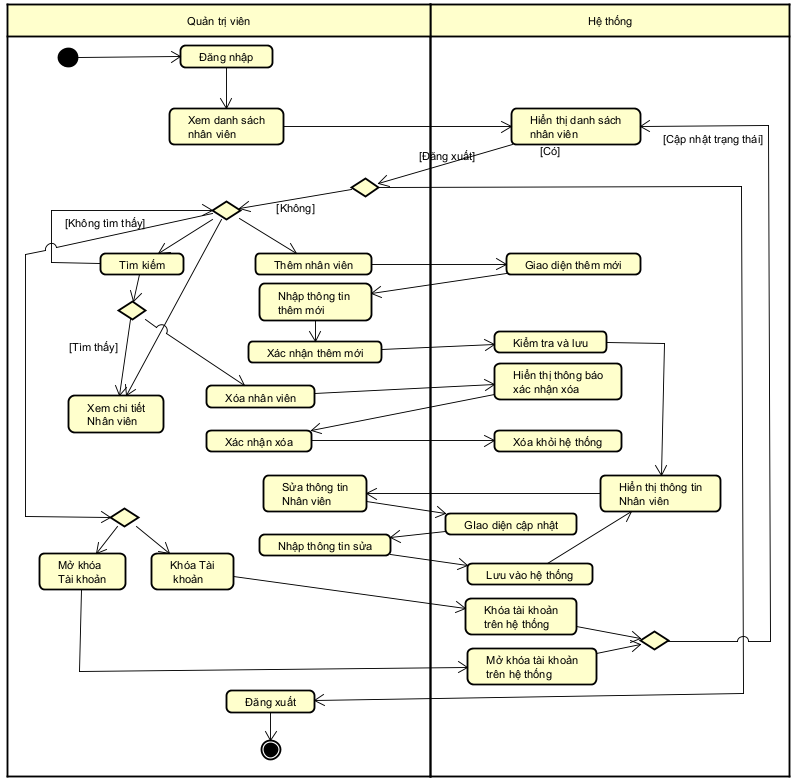 Quản trị viên
Hệ thống
Đăng nhập
Xem danh sách
nhân viên
Hiển thị danh sách
nhân viên
[Cập nhật trạng thái]
[Đăng xuất]
[Có]
[Không]
[Không tìm thấy]
Tìm kiếm
Thêm nhân viên
Giao diện thêm mới
Nhập thông tin
thêm mới
[Tìm thấy]
Xác nhận thêm mới
Kiểm tra và lưu
Hiển thị thông báo
xác nhận xóa
Xóa nhân viên
Xem chi tiết
Nhân viên
Xác nhận xóa
Xóa khỏi hệ thống
Sửa thông tin
Nhân viên
Hiển thị thông tin
Nhân viên
GIao diện cập nhật
Nhập thông tin sửa
Mở khóa
Tài khoản
Khóa Tài
khoản
Lưu vào hệ thống
Khóa tài khoản
trên hệ thống
Mở khóa tài khoản
trên hệ thống
Đăng xuất